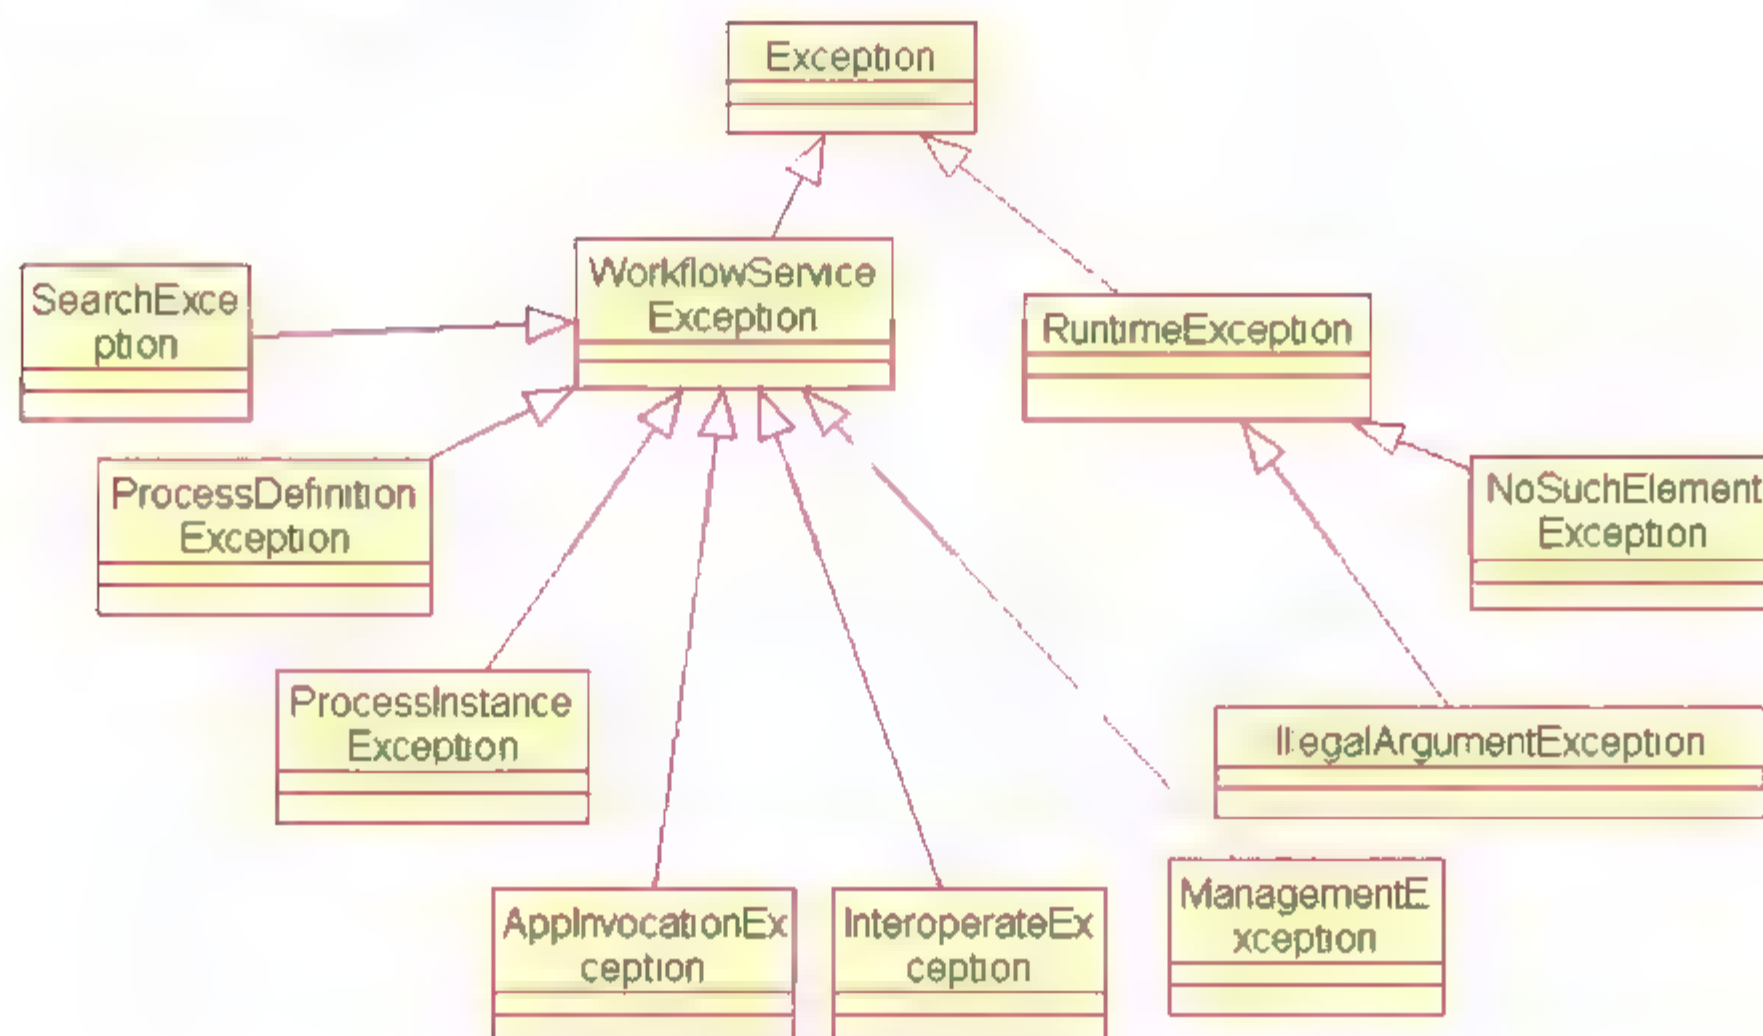 Exception
WorkflowService
Exception
SearchExce
ption
RuntimeException
ProcessDefinition
Exception
NoSuchElement
Exception
ProcessInstance
Exception
IllegalArgumentException
AppInvocationEx
ception
InteroperateEx
ception
ManagementE
xception